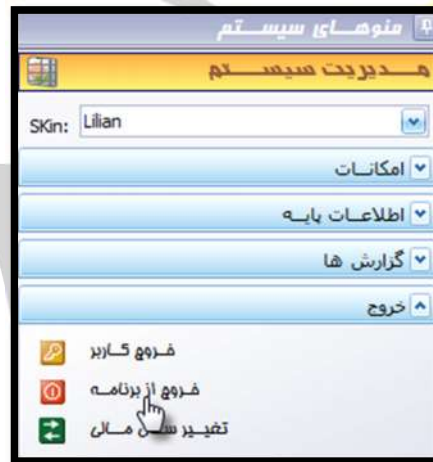 منوهای سیستم
مدیریت سیستم
SKin: Lilian
امکانات
اطلاعات پایه
گزارش ها
خروج
خروج کاربر
خروج از برنامه
تغییر سال مالی